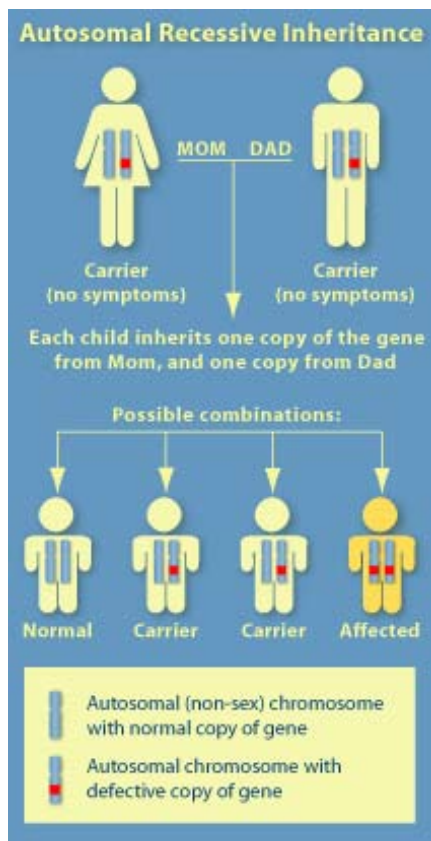 Autosomal Recessive Inheritance
MOM DAD
Carrier
(no symptoms)
Carrier
(no symptoms)
Each child inherits one copy of the gene
from Mom, and one copy from Dad
Possible combinations:
Normal
Carrier
Carrier
Affected
Autosomal (non-sex) chromosome
with normal copy of gene
Autosomal chromosome with
defective copy of gene